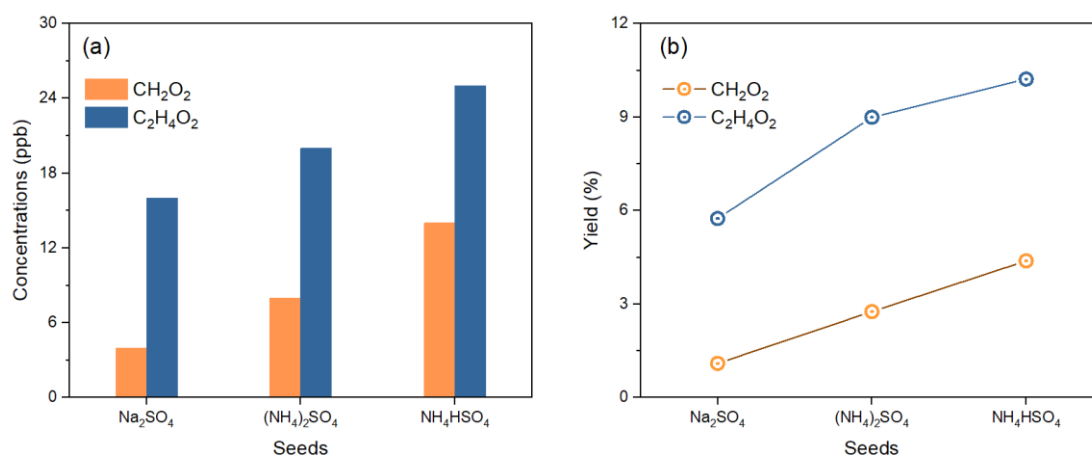 (a)
CH₂O₂
C₂H₄O₂
Concentrations (ppb)
30
24
18
12
6
0
Na₂SO₄ (NH₄)₂SO₄ NH₄HSO₄
Seeds
(b)
CH₂O₂
C₂H₄O₂
Yield (%)
12
9
6
3
0
Na₂SO₄ (NH₄)₂SO₄ NH₄HSO₄
Seeds